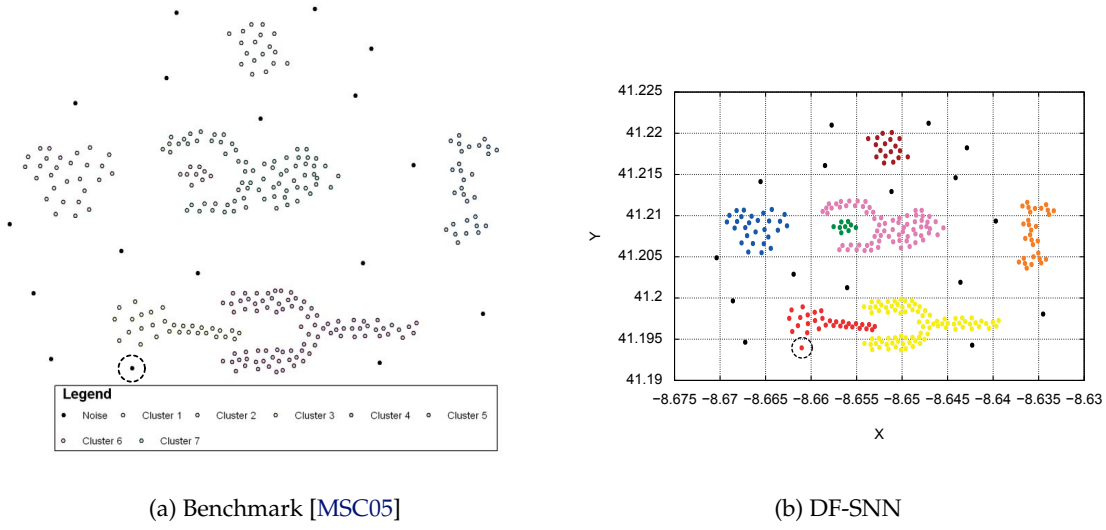 Legend
Noise Cluster 1 Cluster 2 Cluster 3 Cluster 4 Cluster 5
Cluster 6 Cluster 7
(a) Benchmark [MSC05]
41.225
41.22
41.215
41.21
41.205
41.2
41.195
41.19
Y
−8.675 −8.67 −8.665 −8.66 −8.655 −8.65 −8.645 −8.64 −8.635 −8.63
X
(b) DF-SNN